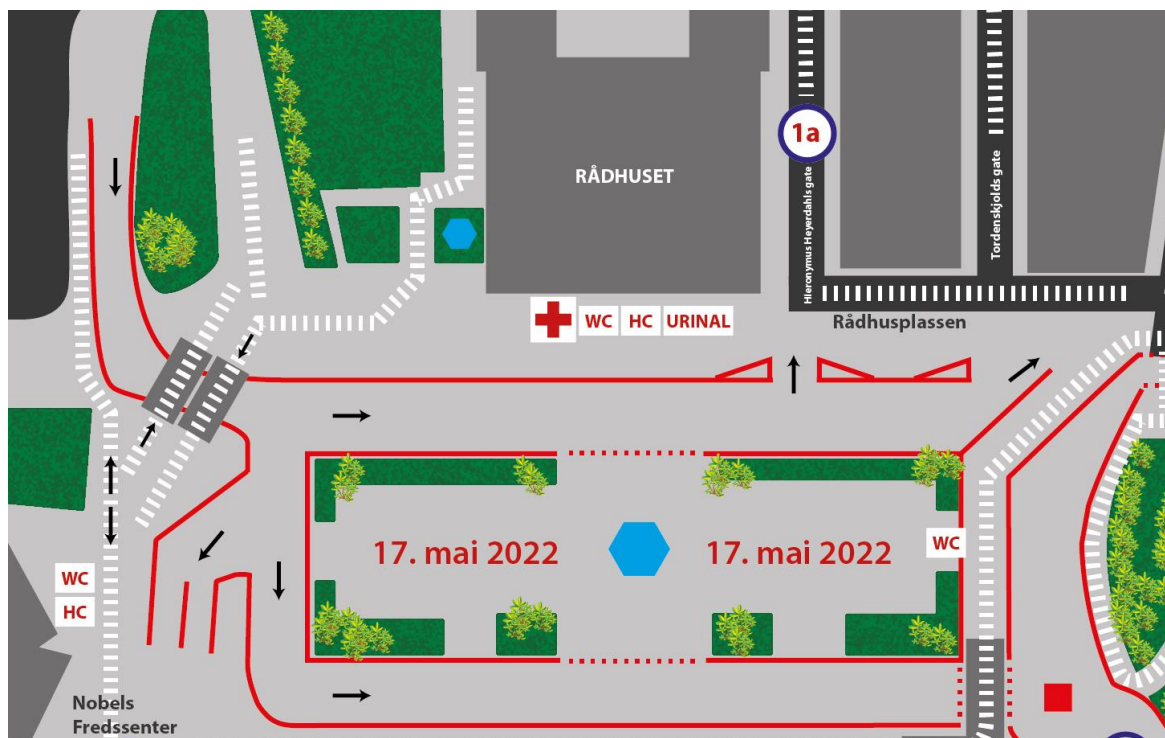 1a
RÅDHUSET
Hieronymus Heyerdahls gate
Tordenskjolds gate
WC HC URINAL
Rådhusplassen
17. mai 2022 17. mai 2022
WC
WC
HC
Nobels
Fredssenter